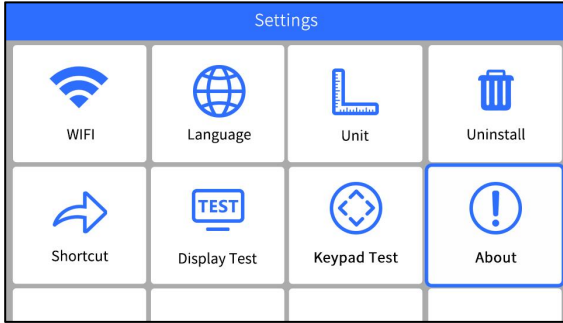 Settings
WIFI
Language
Unit
Uninstall
TEST
Shortcut
Display Test
Keypad Test
About